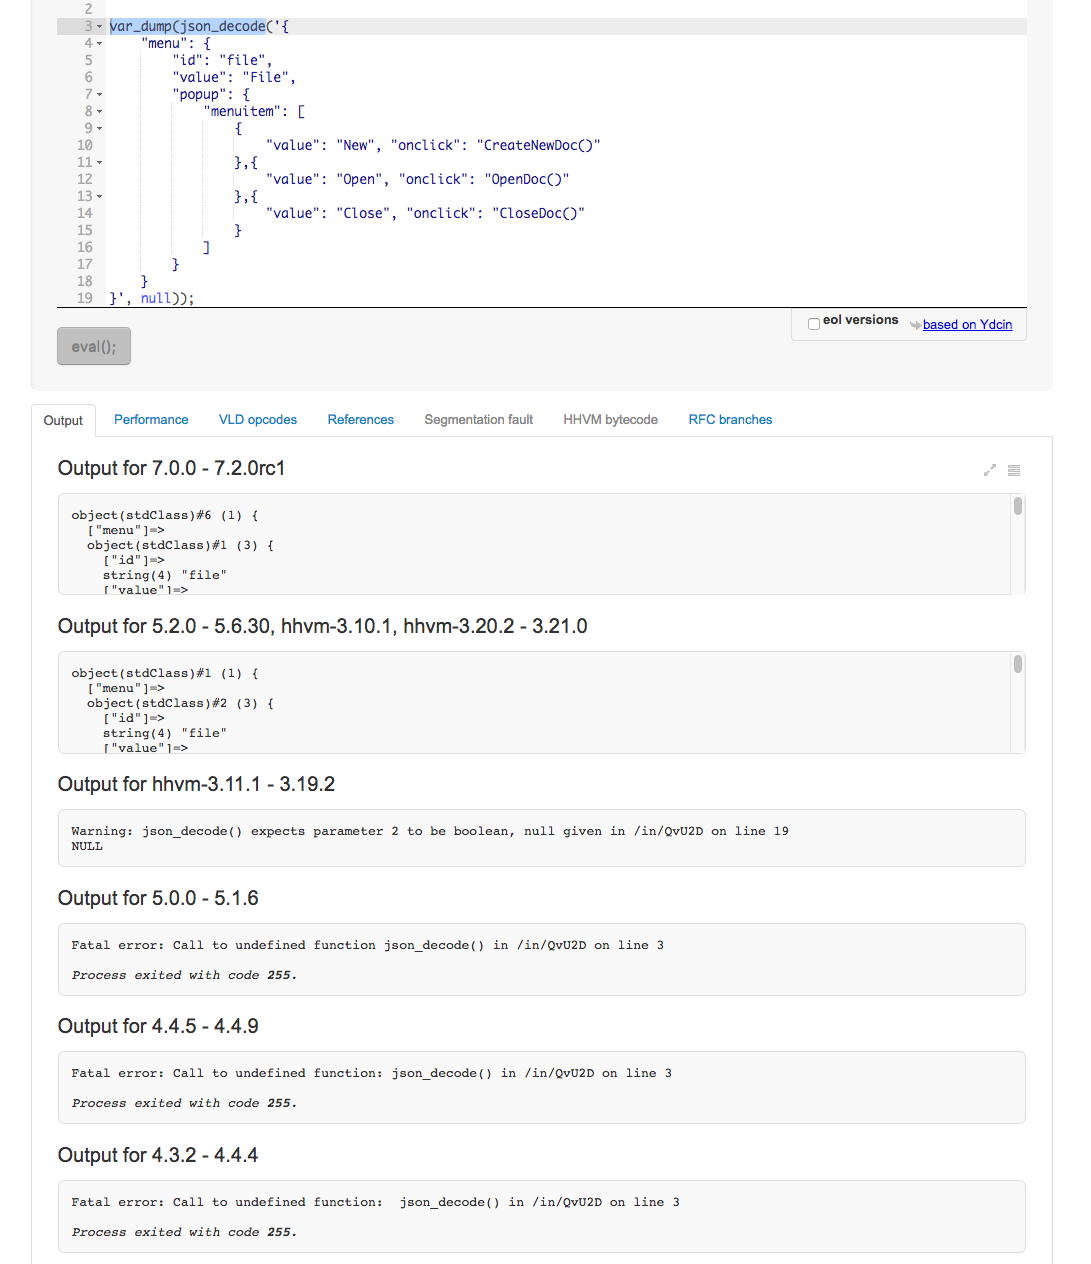 2
3 var_dump(json_decode('{
4 "menu": {
5 "id": "file",
6 "value": "File",
7 "popup": {
8 "menuitem": [
9 {
10 "value": "New", "onclick": "CreateNewDoc()"
11 },{
12 "value": "Open", "onclick": "OpenDoc()"
13 },{
14 "value": "Close", "onclick": "CloseDoc()"
15 }
16 ]
17 }
18 }
19 }', null));
eol versions based on Ydcin
eval();
Output Performance VLD opcodes References Segmentation fault HHVM bytecode RFC branches
Output for 7.0.0 - 7.2.0rc1
object(stdClass)#6 (1) {
["menu"]=>
object(stdClass)#1 (3) {
["id"]=>
string(4) "file"
["value"]=>
Output for 5.2.0 - 5.6.30, hhvm-3.10.1, hhvm-3.20.2 - 3.21.0
object(stdClass)#1 (1) {
["menu"]=>
object(stdClass)#2 (3) {
["id"]=>
string(4) "file"
["value"]=>
Output for hhvm-3.11.1 - 3.19.2
Warning: json_decode() expects parameter 2 to be boolean, null given in /in/QvU2D on line 19
NULL
Output for 5.0.0 - 5.1.6
Fatal error: Call to undefined function json_decode() in /in/QvU2D on line 3
Process exited with code 255.
Output for 4.4.5 - 4.4.9
Fatal error: Call to undefined function: json_decode() in /in/QvU2D on line 3
Process exited with code 255.
Output for 4.3.2 - 4.4.4
Fatal error: Call to undefined function:  json_decode() in /in/QvU2D on line 3
Process exited with code 255.